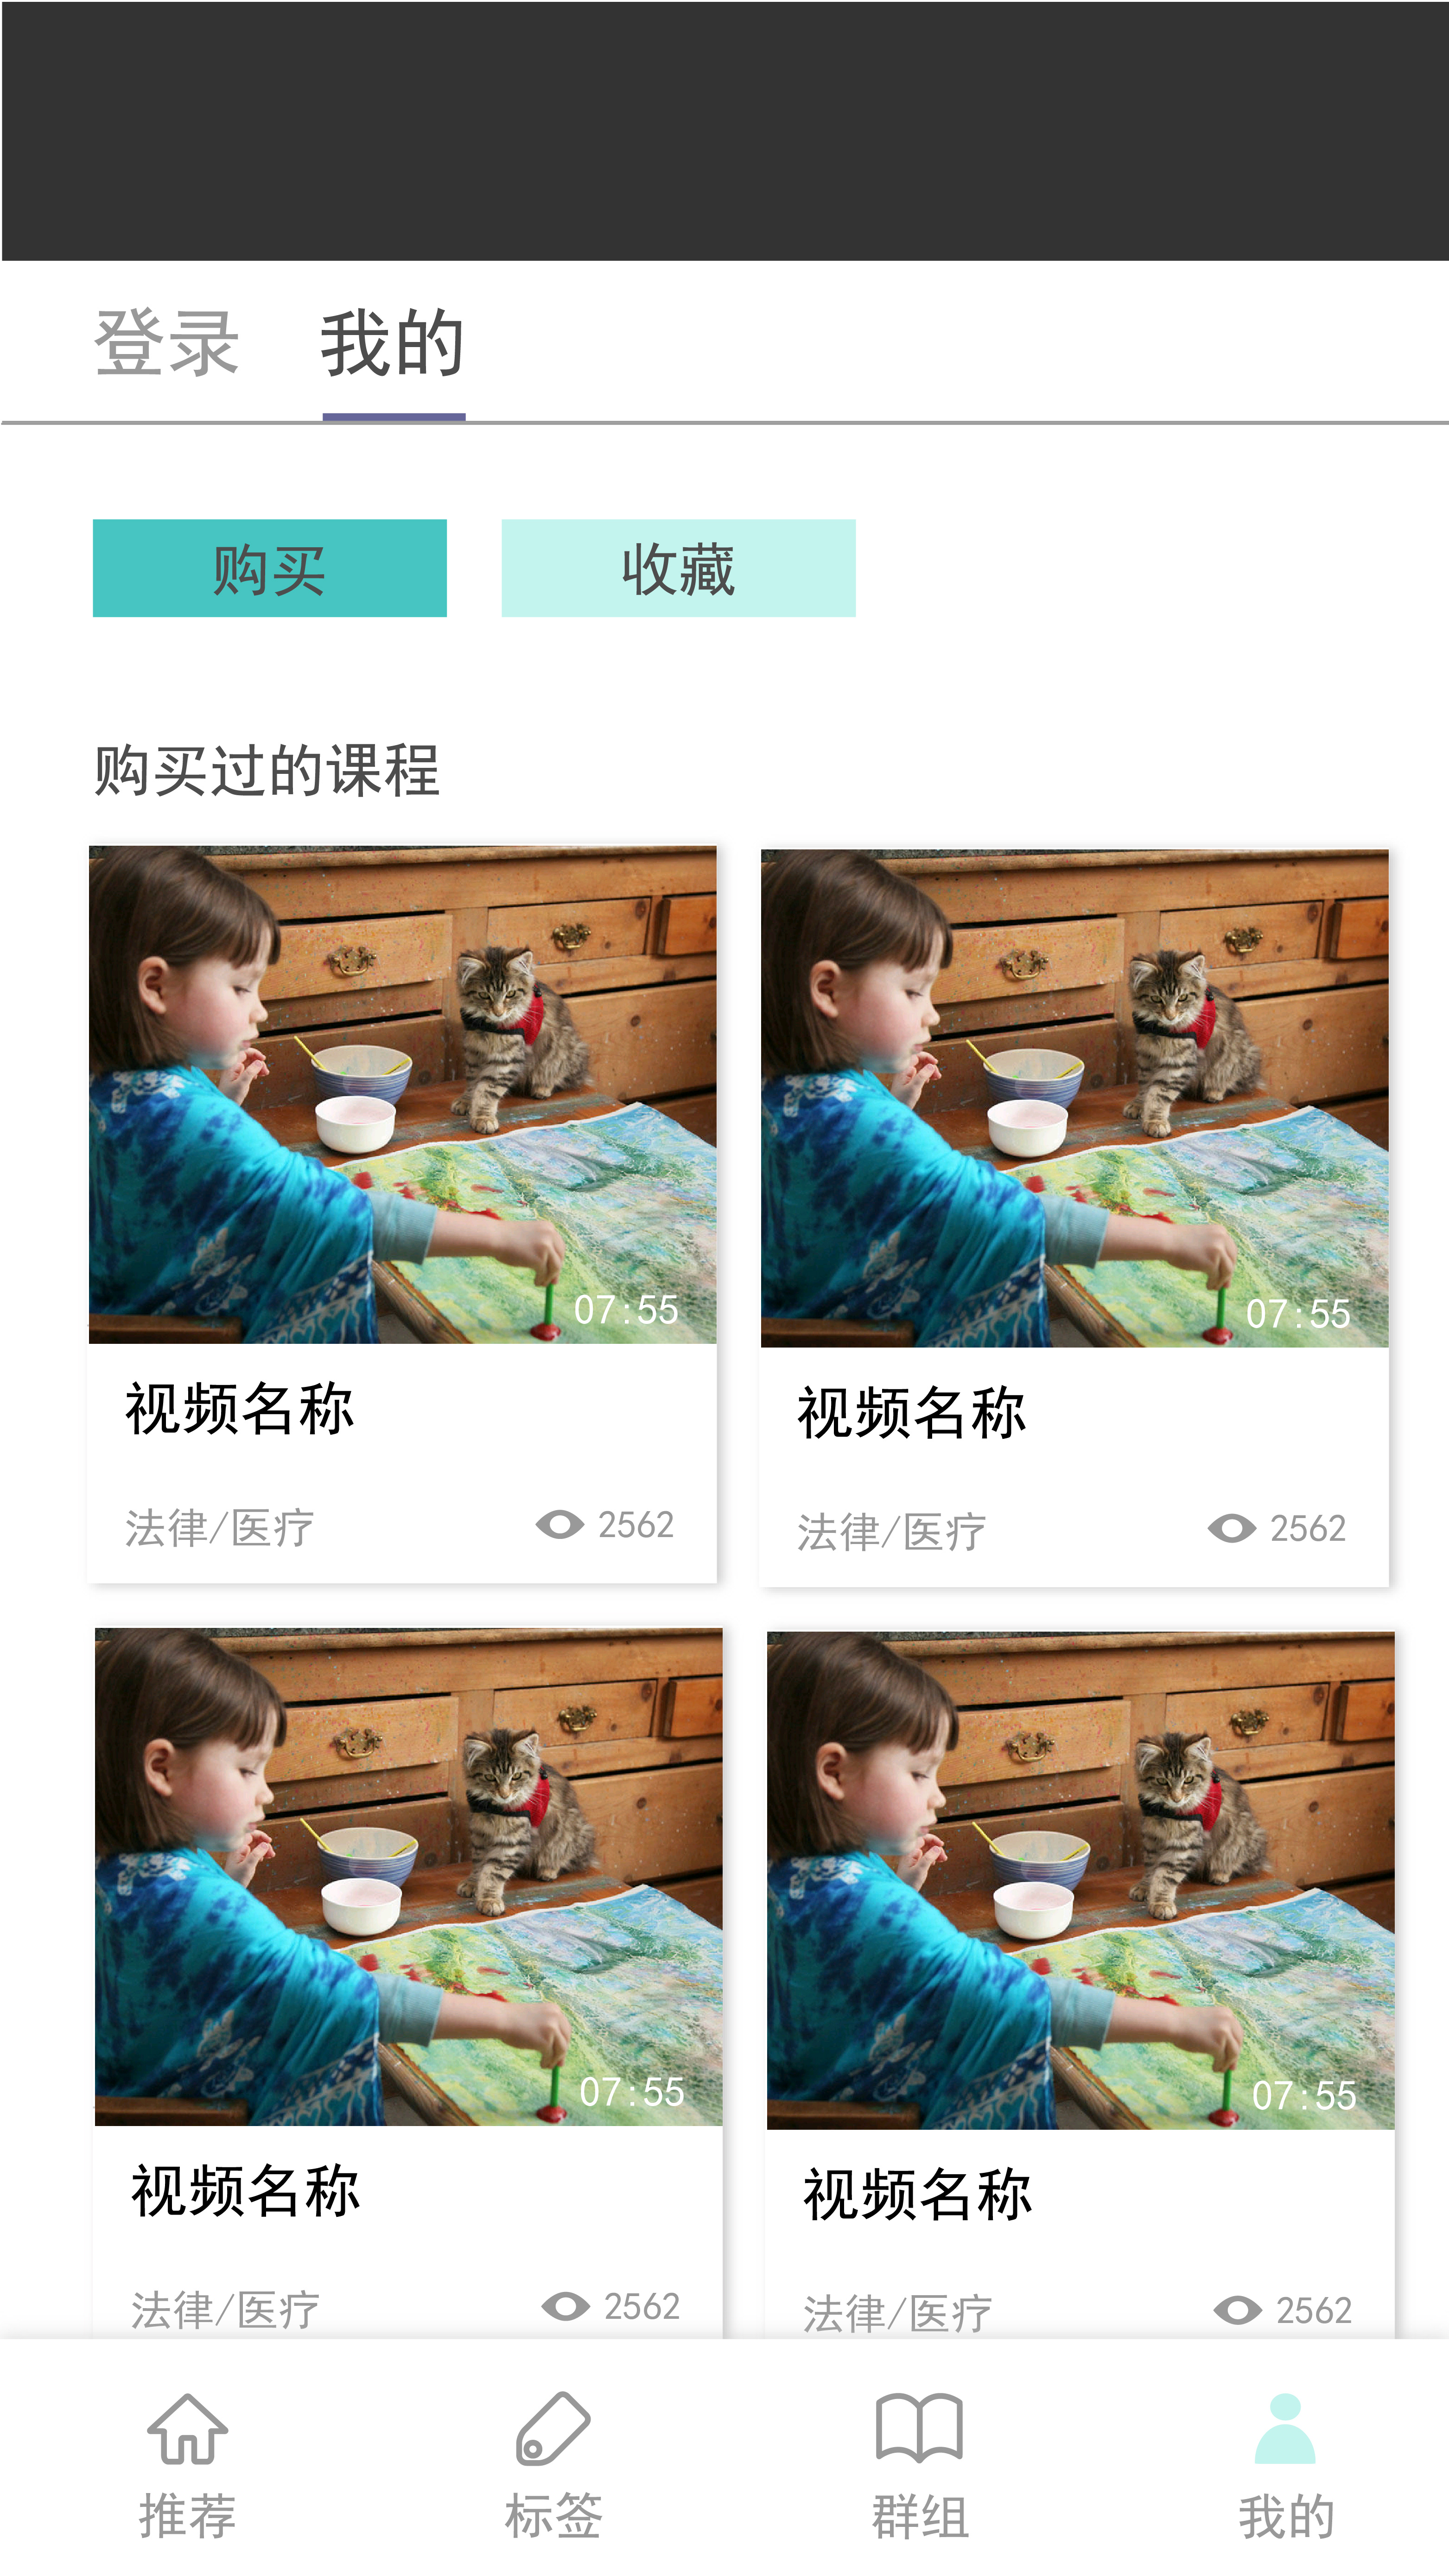 登录 我的
购买 收藏
购买过的课程
07:55 07:55
视频名称 视频名称
法律/医疗 2562 法律/医疗 2562
07:55 07:55
视频名称 视频名称
法律/医疗 2562 法律/医疗 2562
推荐 标签 群组 我的